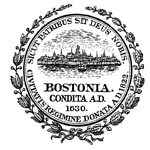 SICUT PATRIBUS SIT DEUS NOBIS.
CIVITATIS REGIMINE DONATA A.D. 1822.
BOSTONIA.
CONDITA A.D.
1630.